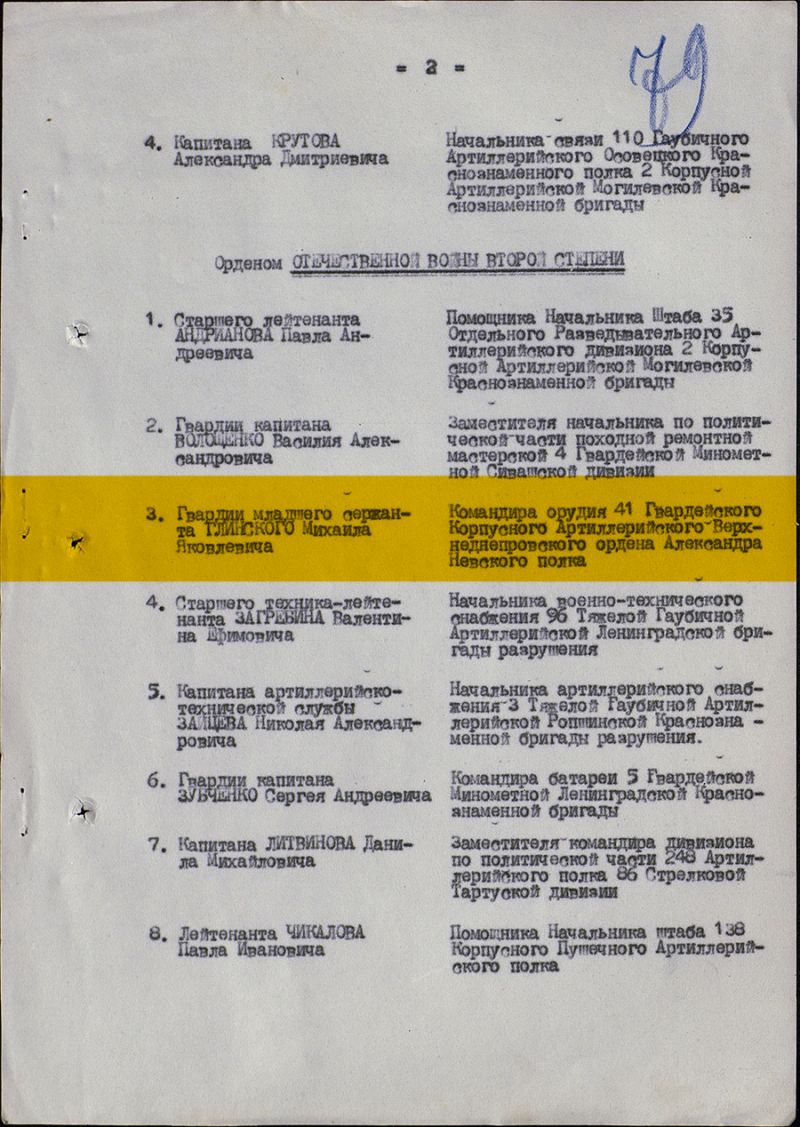 = 2 =
79
4. Капитана КРУТОВА
Александра Дмитриевича
Начальника связи 110 Гаубичного
Артиллерийского Осовецкого Кра-
снознаменного полка 2 Корпусной
Артиллерийской Могилевской Кра-
снознаменной бригады
Орденом ОТЕЧЕСТВЕННОЙ ВОЙНЫ ВТОРОЙ СТЕПЕНИ
1. Старшего лейтенанта
АНДРИАНОВА Павла Ан-
дреевича
Помощника Начальника Штаба 35
Отдельного Разведывательного Ар-
тиллерийского дивизиона 2 Корпу-
сной Артиллерийской Могилевской
Краснознаменной бригады
2. Гвардии капитана
ВОЛОЩЕНКО Василия Алек-
сандровича
Заместителя начальника по полити-
ческой части походной ремонтной
мастерской 4 Гвардейской Миномет-
ной Сивашской дивизии
3. Гвардии младшего сержан-
та ГЛИНСКОГО Михаила
Яковлевича
Командира орудия 41 Гвардейского
Корпусного Артиллерийского Верх-
неднепровского ордена Александра
Невского полка
4. Старшего техника-лейте-
нанта ЗАГРЕБИНА Валенти-
на Ефимовича
Начальника военно-технического
снабжения 96 Тяжелой Гаубичной
Артиллерийской Ленинградской бри-
гады разрушения
5. Капитана артиллерийско-
технической службы
ЗАЙЦЕВА Николая Александ-
ровича
Начальника артиллерийского снаб-
жения 3 Тяжелой Гаубичной Артил-
лерийской Ропшинской Краснозна -
менной бригады разрушения.
6. Гвардии капитана
ЗУБЧЕНКО Сергея Андреевича
Командира батареи 5 Гвардейской
Минометной Ленинградской Красно-
знаменной бригады
7. Капитана ЛИТВИНОВА Дани-
ла Михайловича
Заместителя командира дивизиона
по политической части 248 Артил-
лерийского полка 86 Стрелковой
Тартуской дивизии
8. Лейтенанта ЧИКАЛОВА
Павла Ивановича
Помощника Начальника штаба 138
Корпусного Пушечного Артиллерий-
ского полка